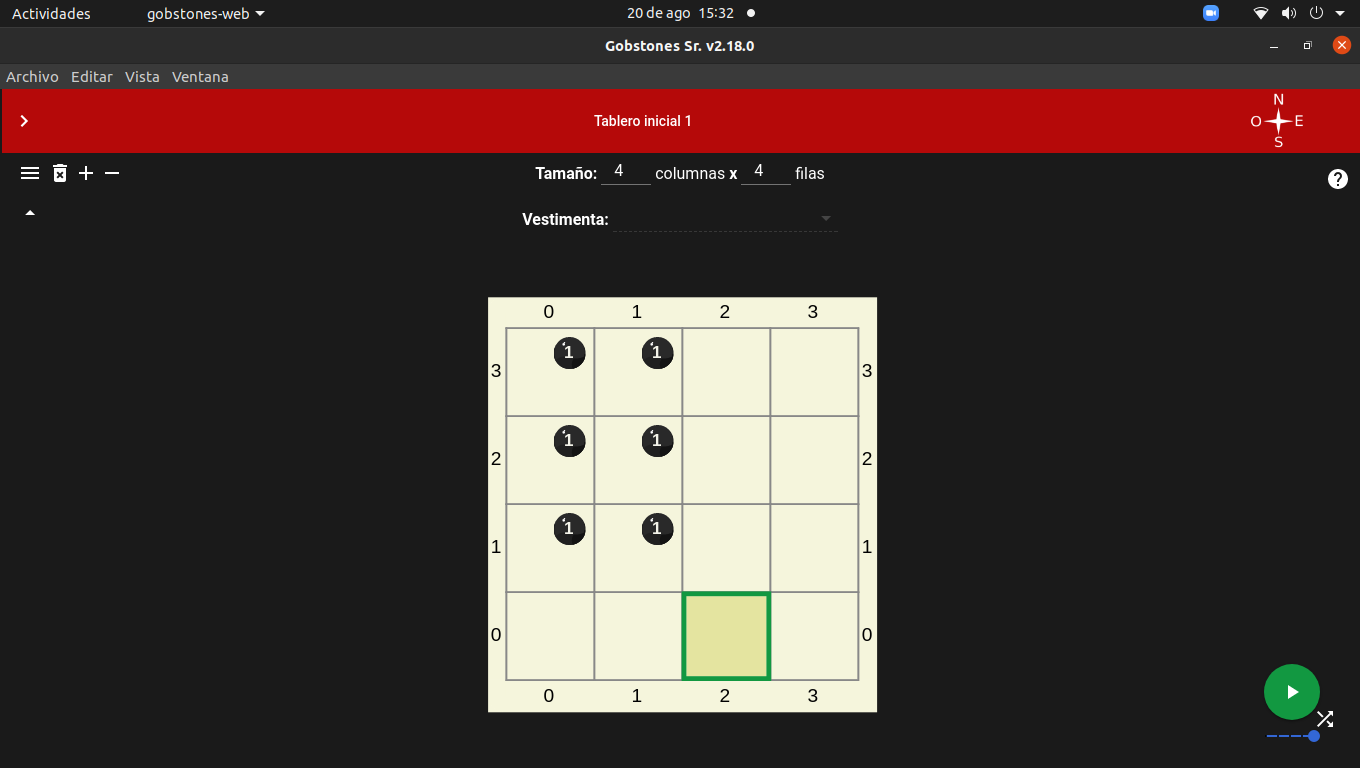 Actividades gobstones-web 20 de ago 15:32
Gobstones Sr. v2.18.0
Archivo Editar Vista Ventana
Tablero inicial 1
N
O E
S
Tamaño: 4 columnas x 4 filas
?
Vestimenta:
0 1 2 3
1 1
3 3
1 1
2 2
1 1
1 1
0 0
0 1 2 3